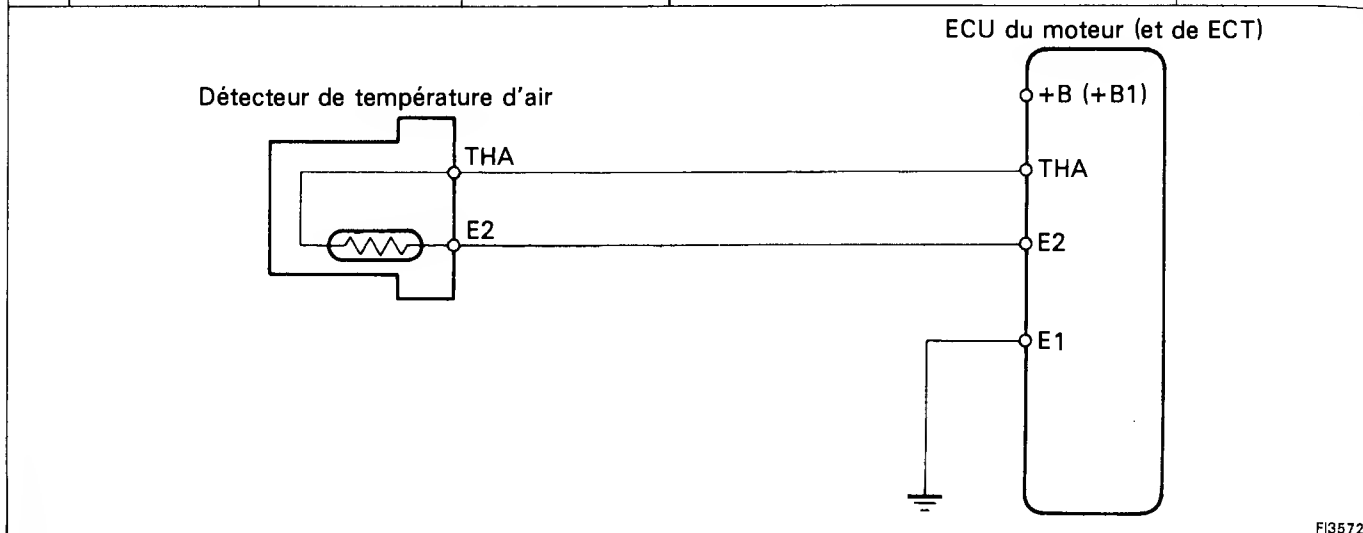 ECU du moteur (et de ECT)
Détecteur de température d'air
+B (+B1)
THA
THA
E2
E2
E1
FI3572